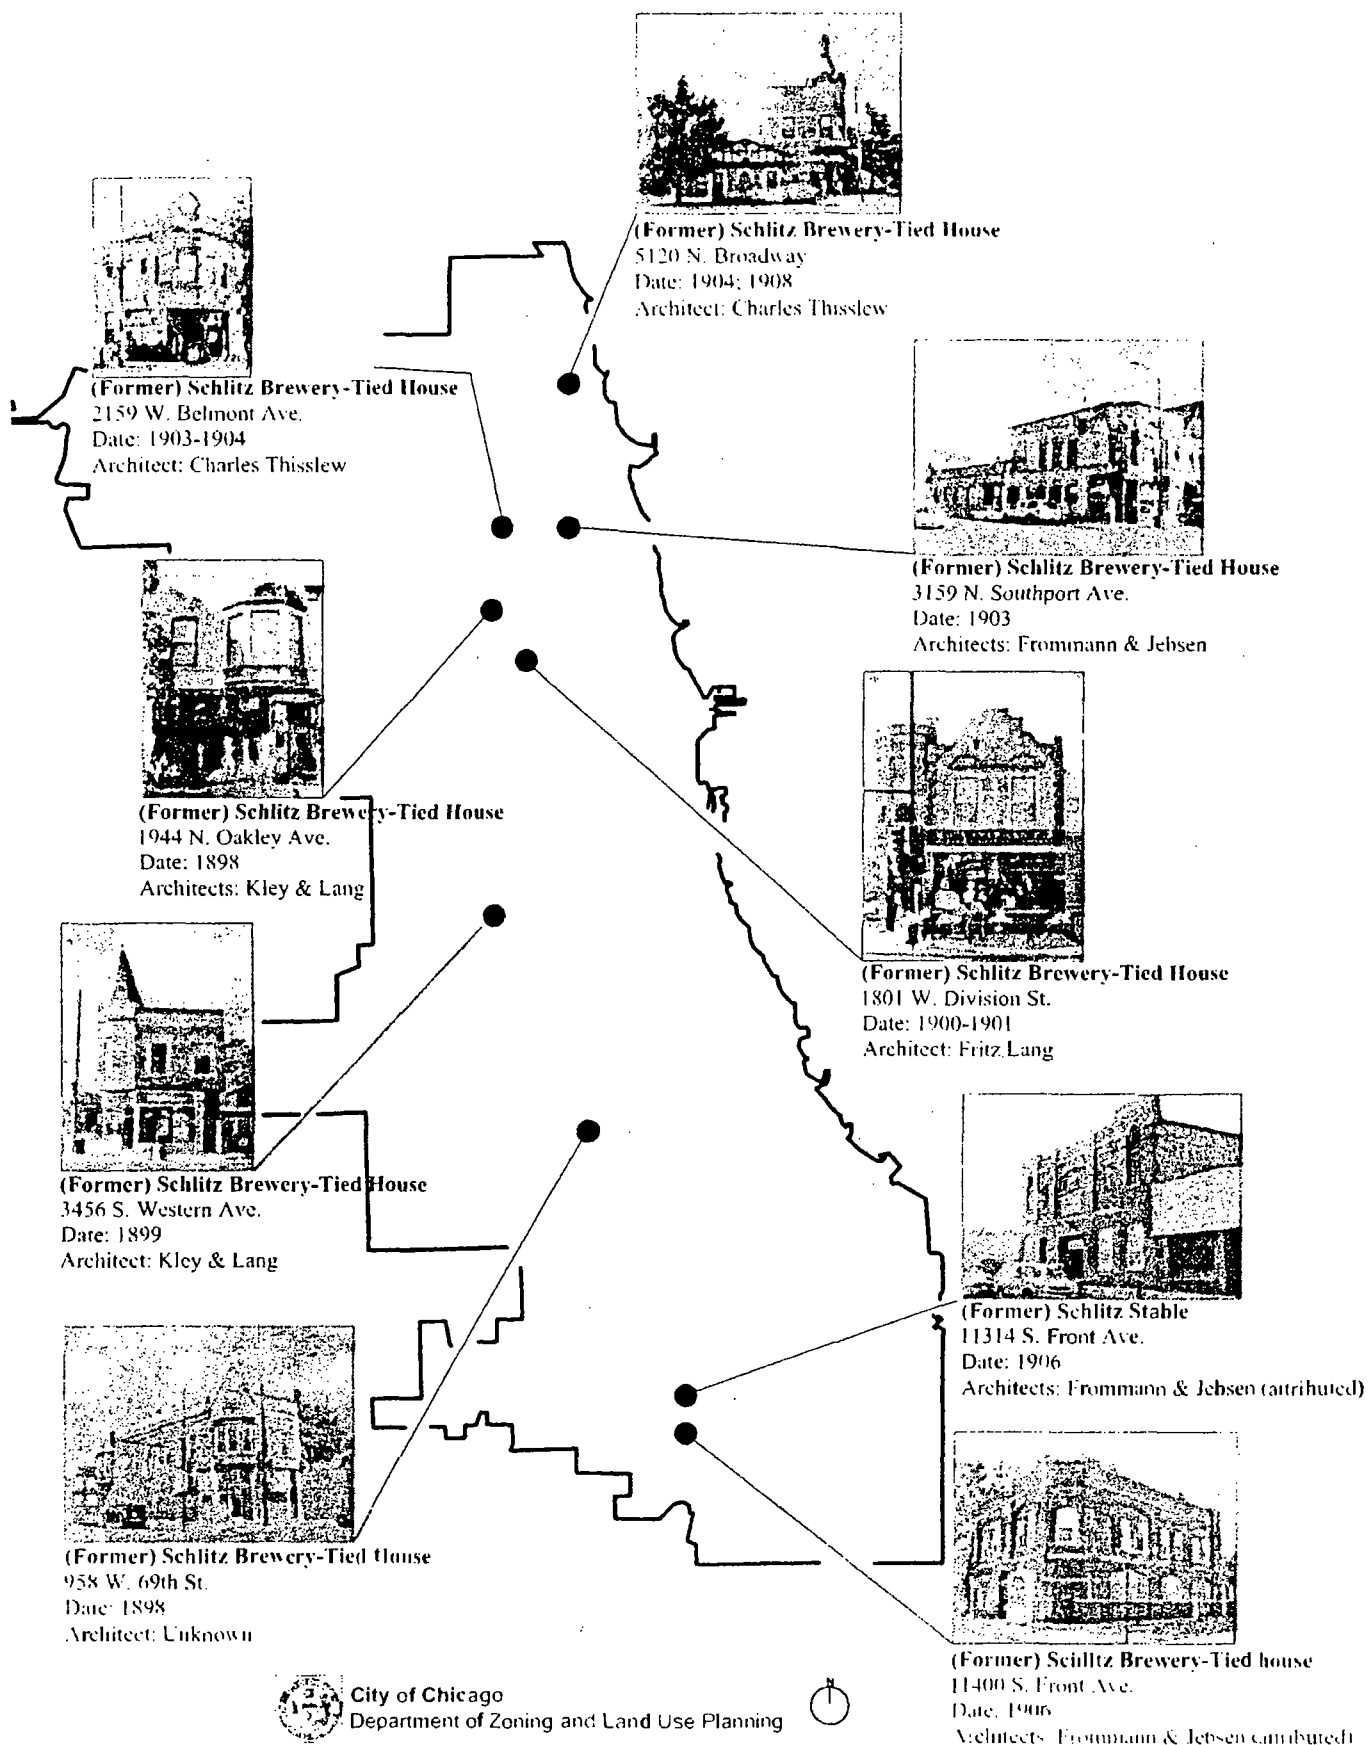 (Former) Schlitz Brewery-Tied House
5120 N. Broadway
Date: 1904; 1908
Architect: Charles Thisslew
(Former) Schlitz Brewery-Tied House
2159 W. Belmont Ave.
Date: 1903-1904
Architect: Charles Thisslew
(Former) Schlitz Brewery-Tied House
3159 N. Southport Ave.
Date: 1903
Architects: Frommann & Jebsen
(Former) Schlitz Brewery-Tied House
1944 N. Oakley Ave.
Date: 1898
Architects: Kley & Lang
(Former) Schlitz Brewery-Tied House
1801 W. Division St.
Date: 1900-1901
Architect: Fritz Lang
(Former) Schlitz Brewery-Tied House
3456 S. Western Ave.
Date: 1899
Architect: Kley & Lang
(Former) Schlitz Stable
11314 S. Front Ave.
Date: 1906
Architects: Frommann & Jebsen (attributed)
(Former) Schlitz Brewery-Tied House
958 W. 69th St.
Date: 1898
Architect: Unknown
(Former) Schlitz Brewery-Tied house
11400 S. Front Ave.
Date: 1906
Architects: Frommann & Jebsen (attributed)
City of Chicago
Department of Zoning and Land Use Planning
N